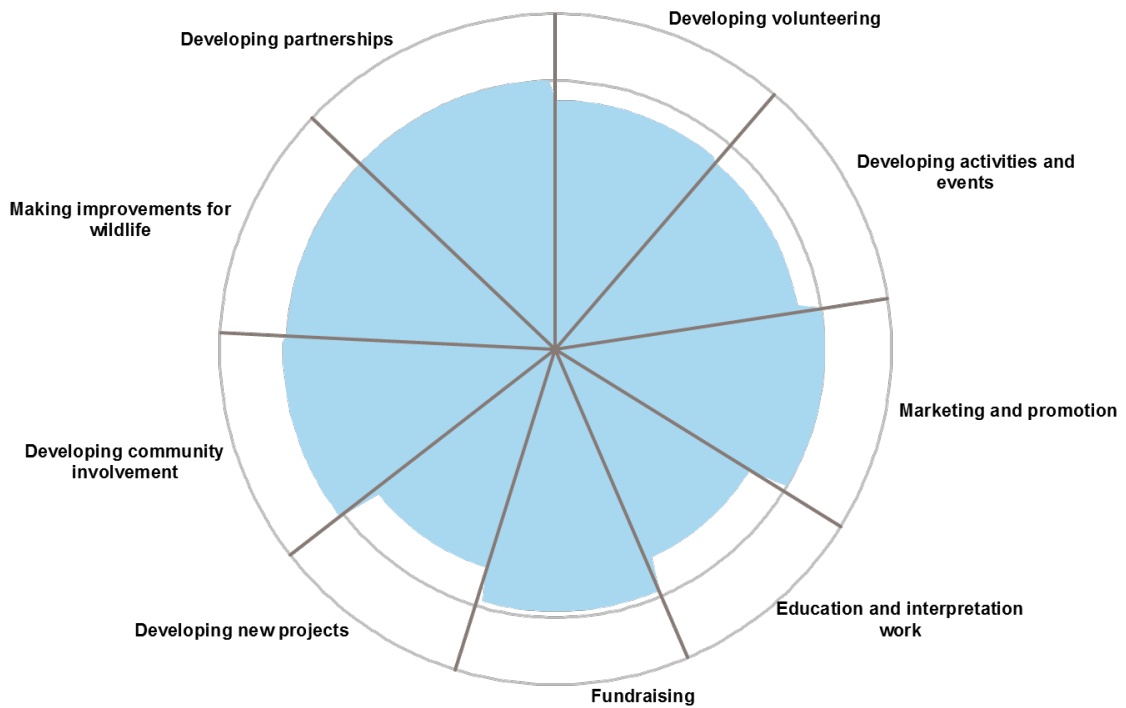 Developing volunteering
Developing partnerships
Developing activities and
events
Making improvements for
wildlife
Marketing and promotion
Developing community
involvement
Education and interpretation
work
Developing new projects
Fundraising